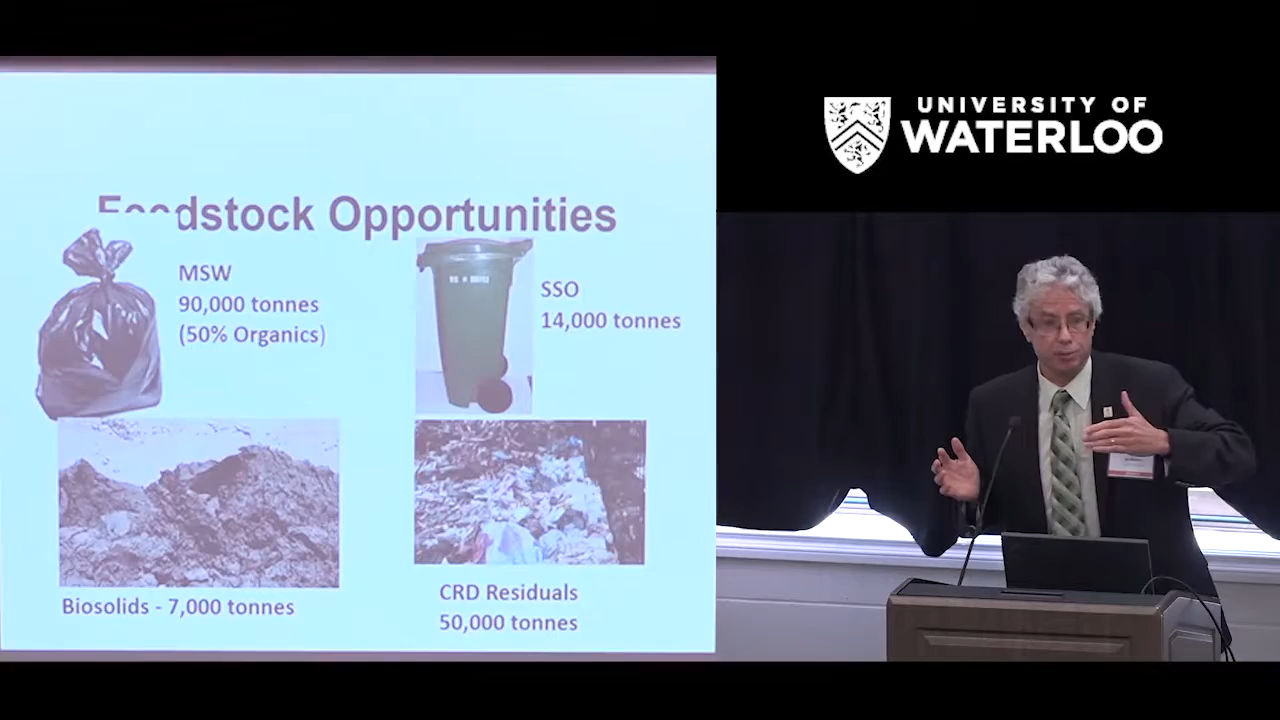 Feedstock Opportunities
MSW
90,000 tonnes
(50% Organics)
SSO
14,000 tonnes
Biosolids - 7,000 tonnes
CRD Residuals
50,000 tonnes
UNIVERSITY OF
WATERLOO